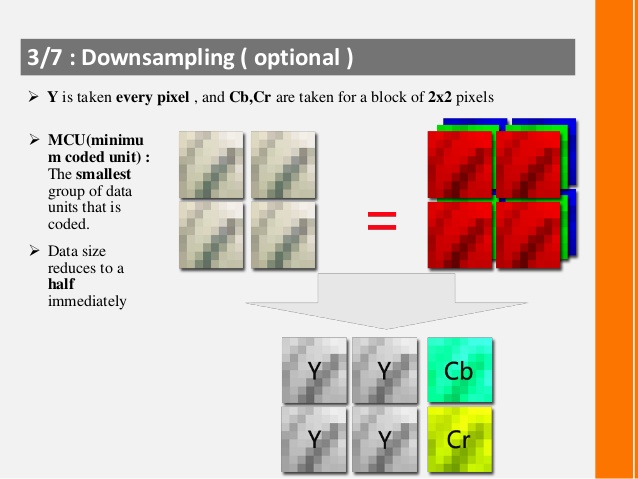 3/7 : Downsampling ( optional )
➢ Y is taken every pixel , and Cb,Cr are taken for a block of 2x2 pixels
➢ MCU(minimu
m coded unit) :
The smallest
group of data
units that is
coded.
➢ Data size
reduces to a
half
immediately
=
Y Y Cb
Y Y Cr